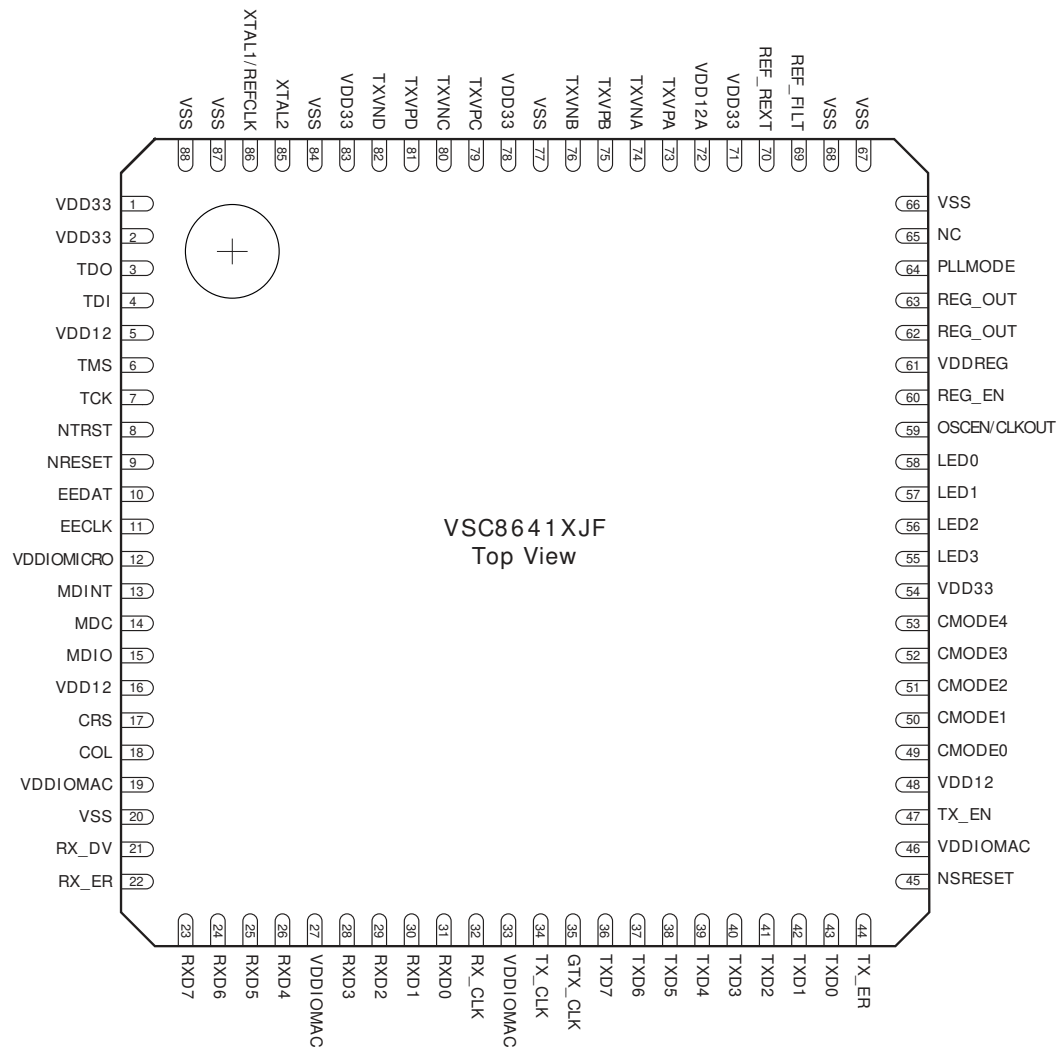 VSS
VSS
XTAL1/REFCLK
XTAL2
VSS
VDD33
TXVND
TXVPD
TXVNC
TXVPC
VDD33
VSS
TXVNB
TXVPB
TXVNA
TXVPA
VDD12A
VDD33
REF_REXT
REF_FILT
VSS
VSS
88
87
86
85
84
83
82
81
80
79
78
77
76
75
74
73
72
71
70
69
68
67
VDD33 1
VDD33 2
TDO 3
TDI 4
VDD12 5
TMS 6
TCK 7
NTRST 8
NRESET 9
EEDAT 10
EECLK 11
VDDIOMICRO 12
MDINT 13
MDC 14
MDIO 15
VDD12 16
CRS 17
COL 18
VDDIOMAC 19
VSS 20
RX_DV 21
RX_ER 22
VSC8641XJF
Top View
66 VSS
65 NC
64 PLLMODE
63 REG_OUT
62 REG_OUT
61 VDDREG
60 REG_EN
59 OSCEN/CLKOUT
58 LED0
57 LED1
56 LED2
55 LED3
54 VDD33
53 CMODE4
52 CMODE3
51 CMODE2
50 CMODE1
49 CMODE0
48 VDD12
47 TX_EN
46 VDDIOMAC
45 NSRESET
23
24
25
26
27
28
29
30
31
32
33
34
35
36
37
38
39
40
41
42
43
44
RXD7
RXD6
RXD5
RXD4
VDDIOMAC
RXD3
RXD2
RXD1
RXD0
RX_CLK
VDDIOMAC
TX_CLK
GTX_CLK
TXD7
TXD6
TXD5
TXD4
TXD3
TXD2
TXD1
TXD0
TX_ER